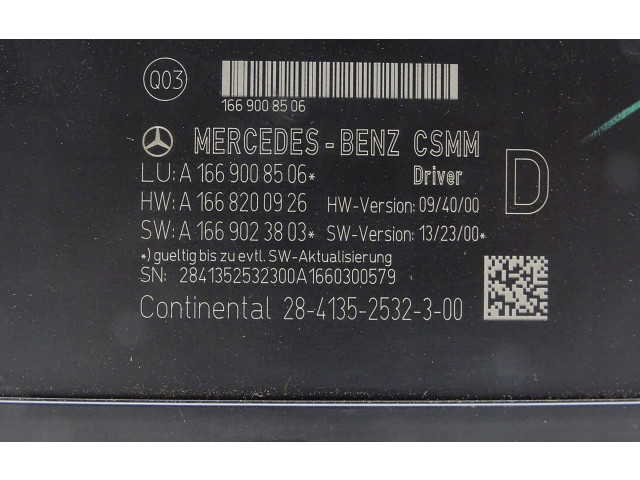 Q03
166 900 85 06
MERCEDES-BENZ CSMM
LU: A 166 900 85 06* Driver
D
HW: A 166 820 09 26 HW-Version: 09/40/00
SW: A 166 902 38 03* SW-Version: 13/23/00*
*) gueltig bis zu evtl. SW-Aktualisierung
SN: 2841352532300A1660300579
Continental 28-4135-2532-3-00